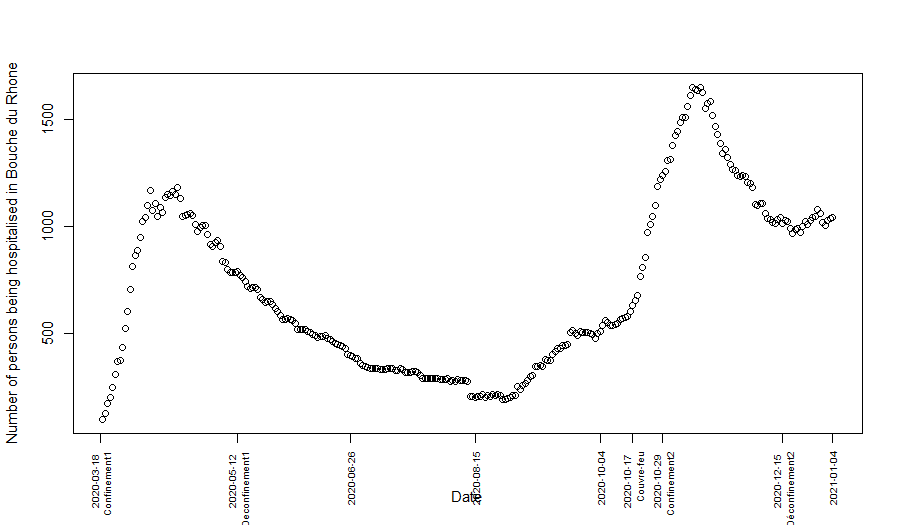 Number of persons being hospitalised in Bouche du Rhone
1500
1000
500
2020-03-18
Confinement1
2020-05-12
Déconfinement1
2020-06-26
2020-08-15
2020-10-04
2020-10-17
Couvre-feu
2020-10-29
Confinement2
2020-12-15
Déconfinement2
2021-01-04
Date